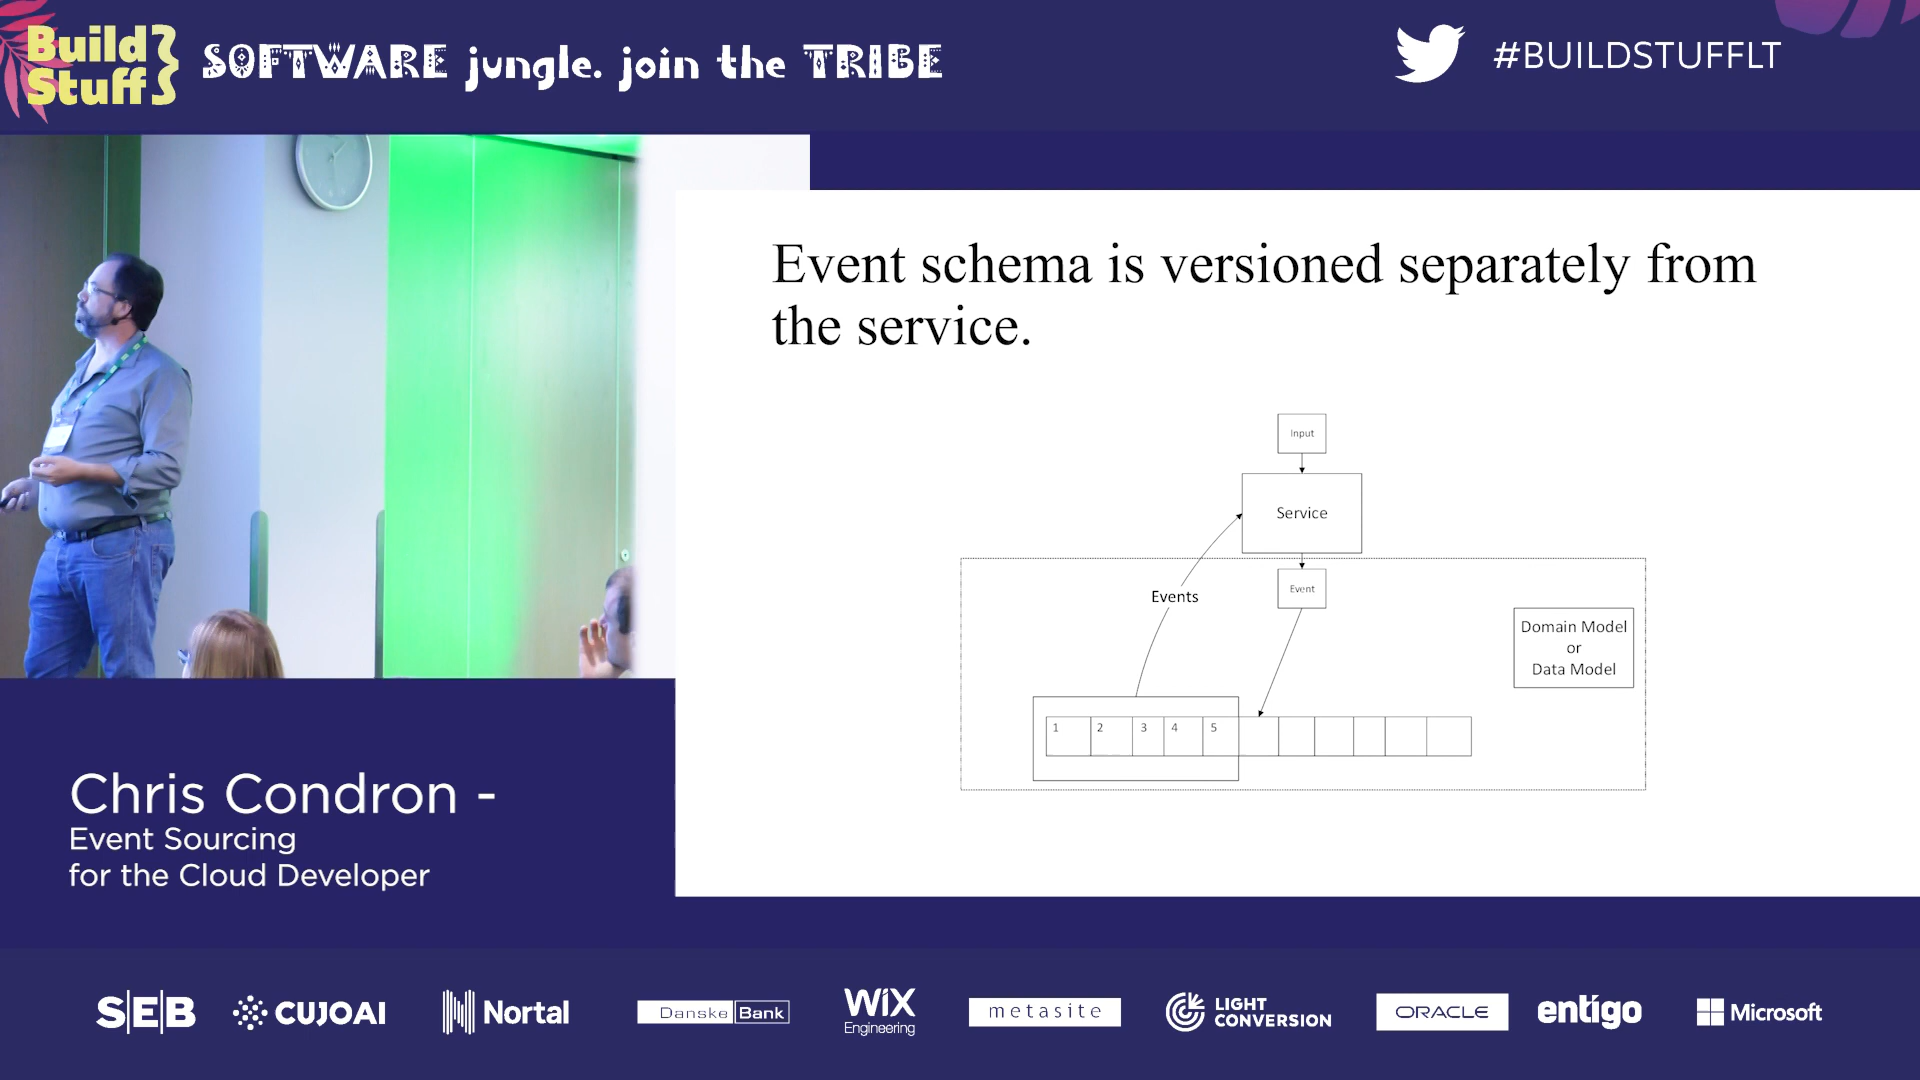 Build
Stuff
SOFTWARE jungle. join the TRIBE
#BUILDSTUFFLT
Event schema is versioned separately from
the service.
Input
Service
Events
Event
Domain Model
or
Data Model
1 2 3 4 5
Chris Condron -
Event Sourcing
for the Cloud Developer
S|E|B
CUJOAI
Nortal
Danske Bank
WiX
Engineering
metasite
LIGHT
CONVERSION
ORACLE
entigo
Microsoft